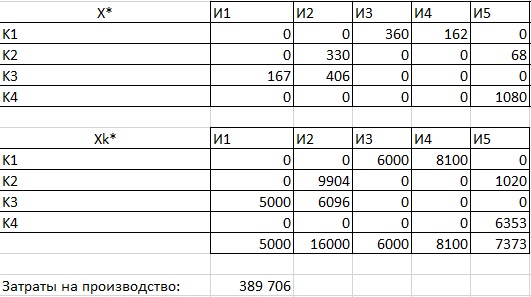 X* И1 И2 И3 И4 И5
К1 0 0 360 162 0
К2 0 330 0 0 68
К3 167 406 0 0 0
К4 0 0 0 0 1080
Xk* И1 И2 И3 И4 И5
К1 0 0 6000 8100 0
К2 0 9904 0 0 1020
К3 5000 6096 0 0 0
К4 0 0 0 0 6353
5000 16000 6000 8100 7373
Затраты на производство: 389 706